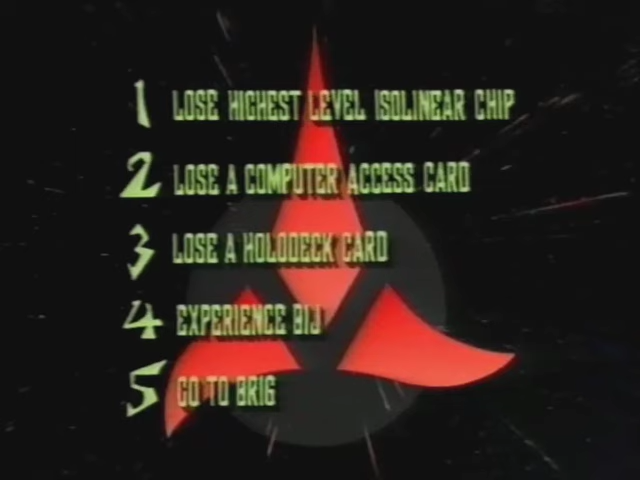 1 LOSE HIGHEST LEVEL ISOLINEAR CHIP
2 LOSE A COMPUTER ACCESS CARD
3 LOSE A HOLODECK CARD
4 EXPERIENCE BIJ
5 GO TO BRIG